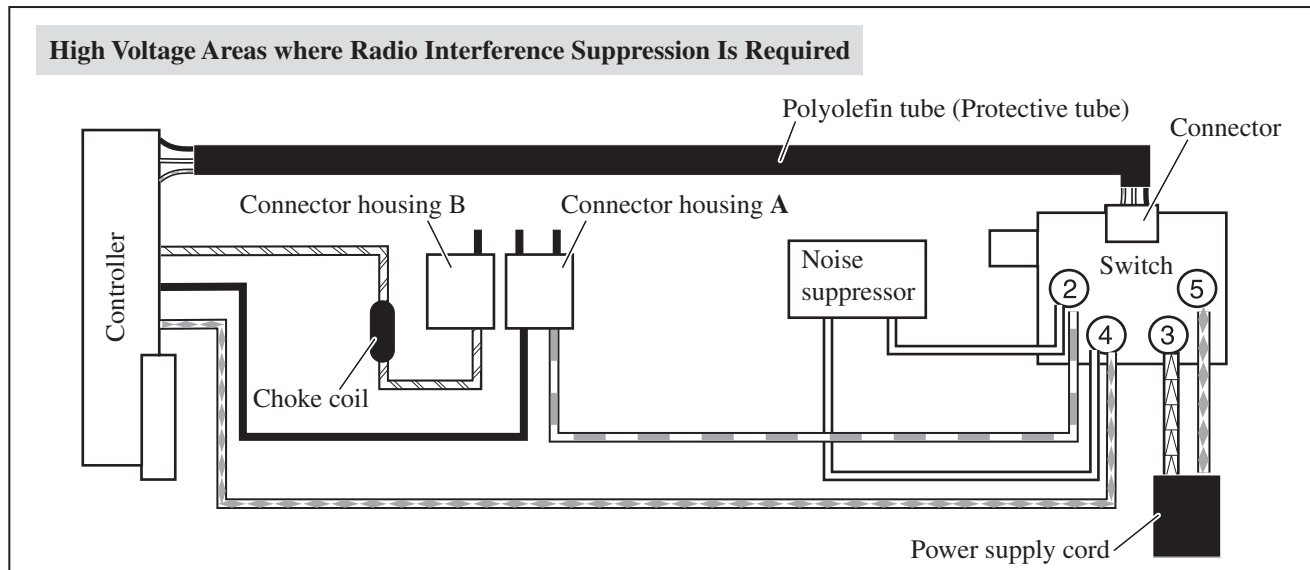 High Voltage Areas where Radio Interference Suppression Is Required
Polyolefin tube (Protective tube)
Connector
Connector housing B
Connector housing A
Controller
Noise
suppressor
Switch
2
5
4
3
Choke coil
Power supply cord